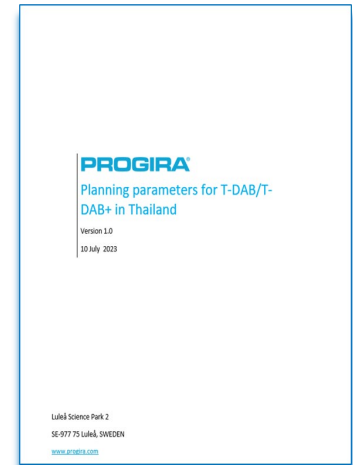 PROGIRA®
Planning parameters for T-DAB/T-
DAB+ in Thailand
Version 1.0
10 July 2023
Luleå Science Park 2
SE-977 75 Luleå, SWEDEN
www.progira.com